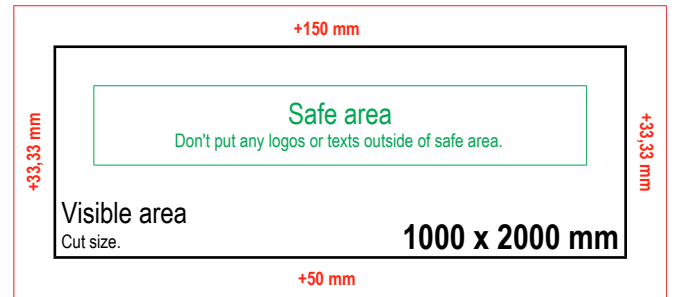 +150 mm
Safe area
Don't put any logos or texts outside of safe area.
+33,33 mm
+33,33 mm
Visible area
Cut size.
1000 x 2000 mm
+50 mm